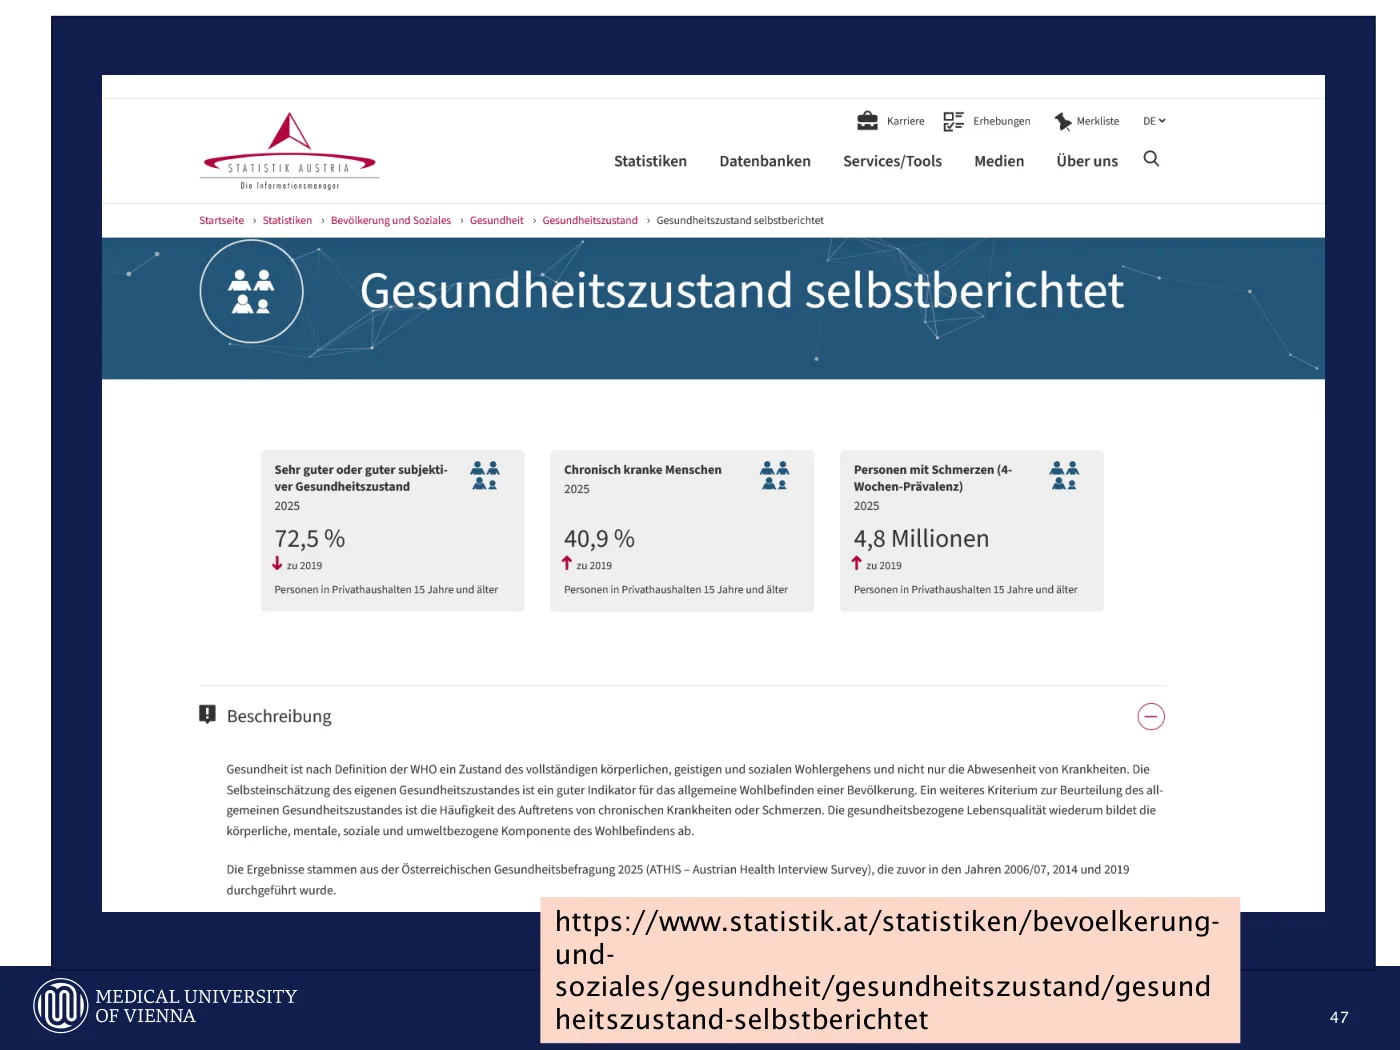 Karriere Erhebungen Merkliste DE
STATISTIK AUSTRIA
Die Informationsmanager
Statistiken Datenbanken Services/Tools Medien Über uns
Startseite › Statistiken › Bevölkerung und Soziales › Gesundheit › Gesundheitszustand › Gesundheitszustand selbstberichtet
Gesundheitszustand selbstberichtet
Sehr guter oder guter subjekti-
ver Gesundheitszustand
2025
72,5 %
zu 2019
Personen in Privathaushalten 15 Jahre und älter
Chronisch kranke Menschen
2025
40,9 %
zu 2019
Personen in Privathaushalten 15 Jahre und älter
Personen mit Schmerzen (4-
Wochen-Prävalenz)
2025
4,8 Millionen
zu 2019
Personen in Privathaushalten 15 Jahre und älter
Beschreibung
Gesundheit ist nach Definition der WHO ein Zustand des vollständigen körperlichen, geistigen und sozialen Wohlergehens und nicht nur die Abwesenheit von Krankheiten. Die
Selbsteinschätzung des eigenen Gesundheitszustandes ist ein guter Indikator für das allgemeine Wohlbefinden einer Bevölkerung. Ein weiteres Kriterium zur Beurteilung des all-
gemeinen Gesundheitszustandes ist die Häufigkeit des Auftretens von chronischen Krankheiten oder Schmerzen. Die gesundheitsbezogene Lebensqualität wiederum bildet die
körperliche, mentale, soziale und umweltbezogene Komponente des Wohlbefindens ab.
Die Ergebnisse stammen aus der Österreichischen Gesundheitsbefragung 2025 (ATHIS – Austrian Health Interview Survey), die zuvor in den Jahren 2006/07, 2014 und 2019
durchgeführt wurde.
https://www.statistik.at/statistiken/bevoelkerung-
und-
soziales/gesundheit/gesundheitszustand/gesund
heitszustand-selbstberichtet
MEDICAL UNIVERSITY
OF VIENNA
47